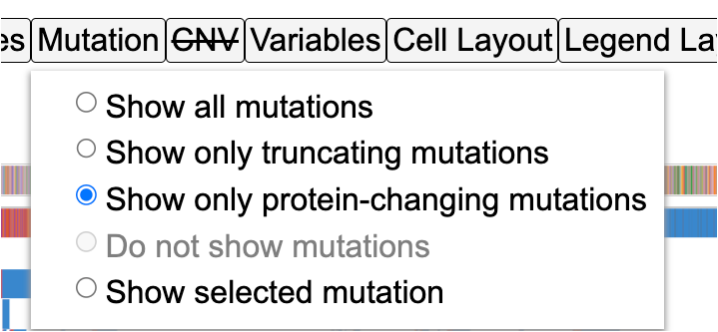 es Mutation CNV Variables Cell Layout Legend La
Show all mutations
Show only truncating mutations
Show only protein-changing mutations
Do not show mutations
Show selected mutation